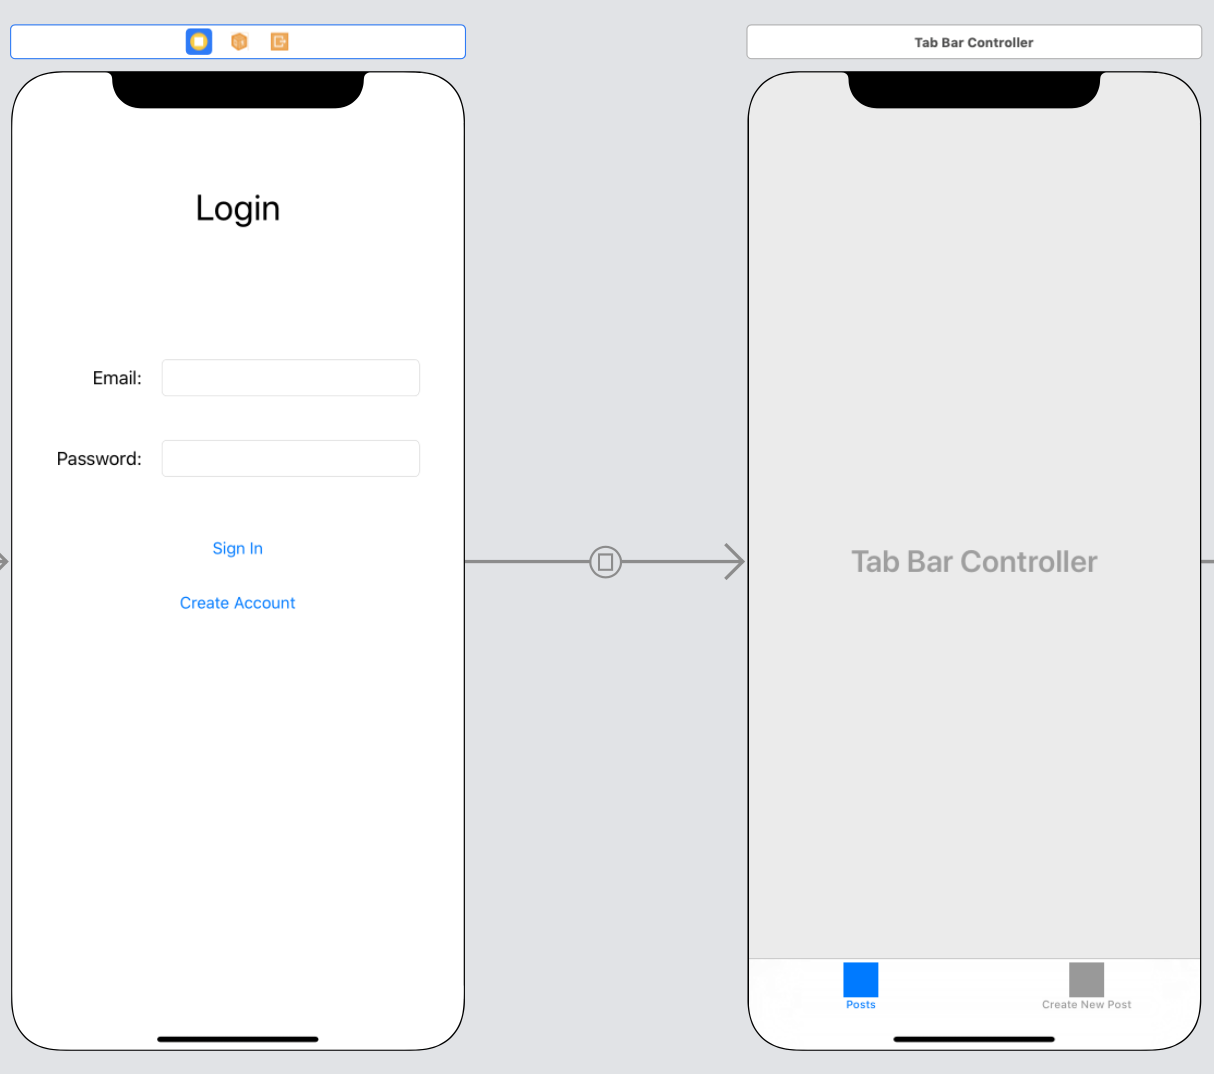 Tab Bar Controller
Login
Email:
Password:
Sign In
Create Account
Tab Bar Controller
Posts
Create New Post